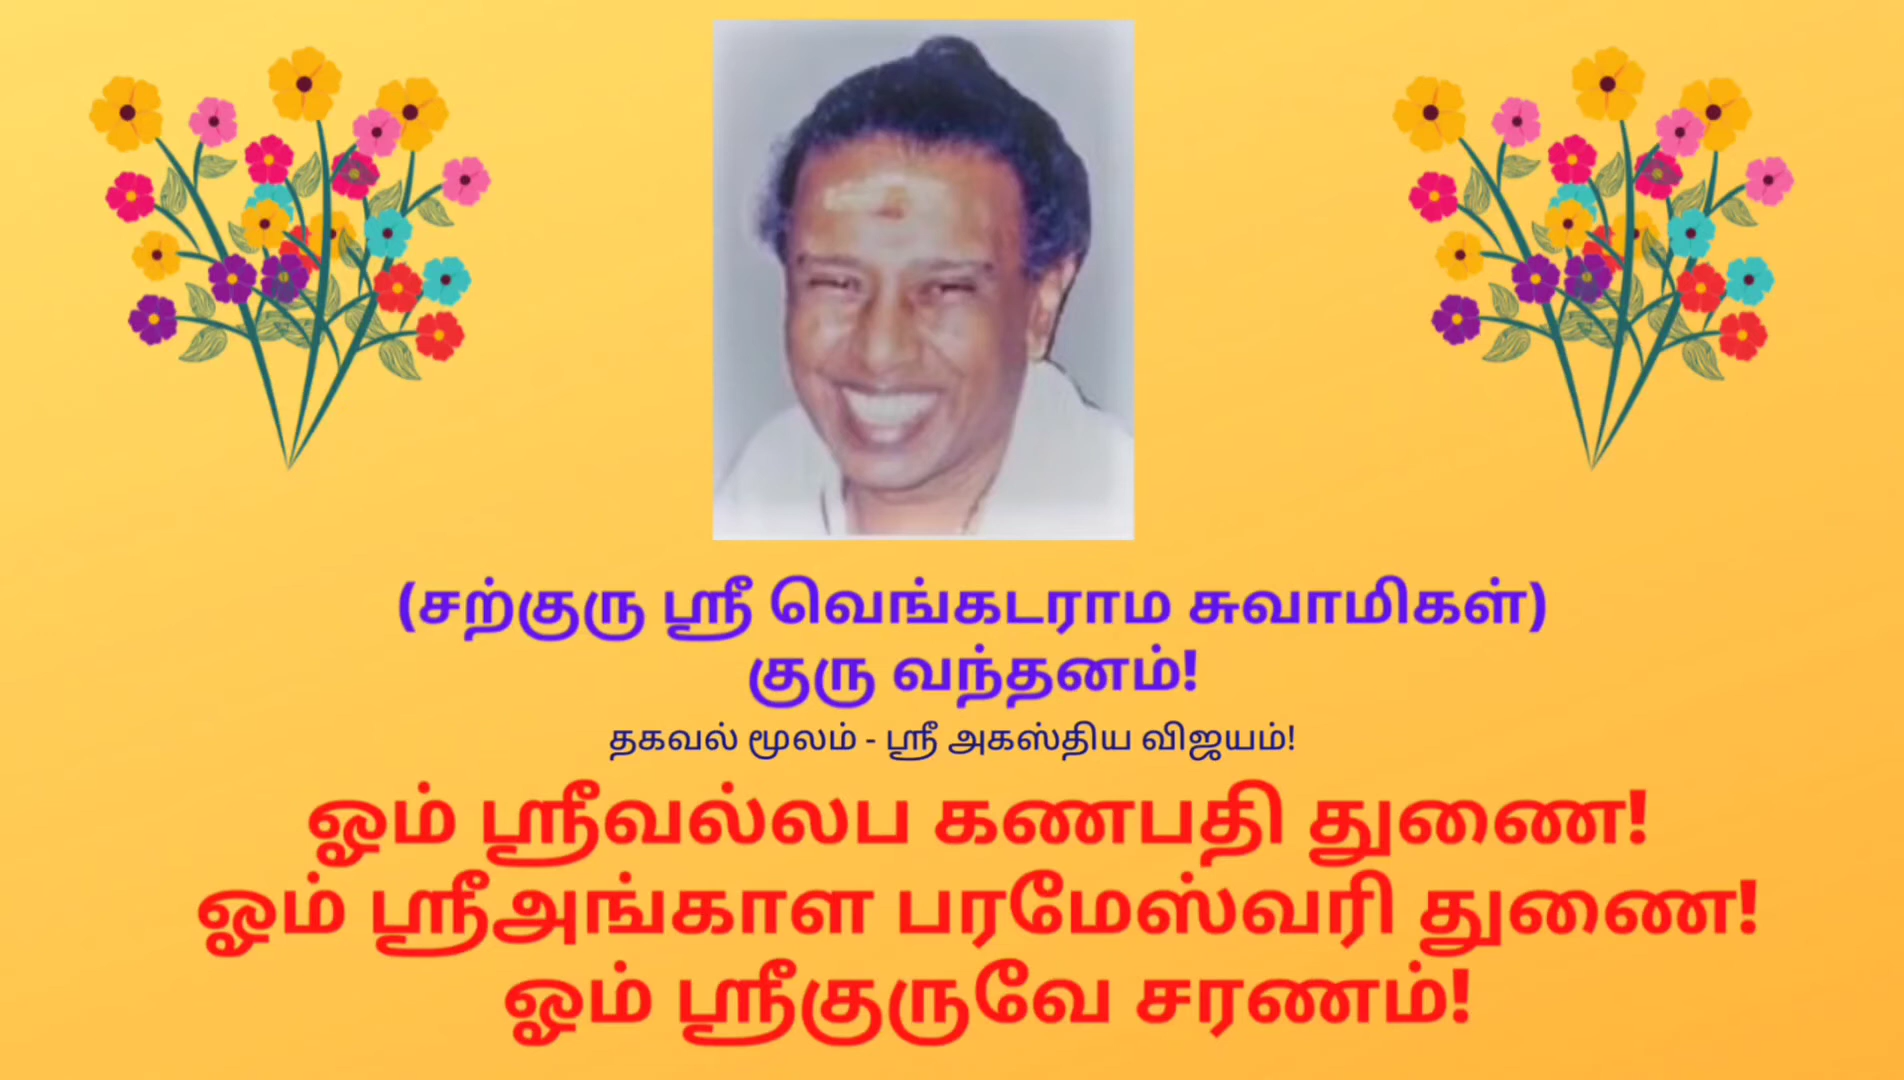 (சற்குரு ஸ்ரீ வெங்கடராம சுவாமிகள்)
குரு வந்தனம்!
தகவல் மூலம் - ஸ்ரீ அகஸ்திய விஜயம்!
ஓம் ஸ்ரீவல்லப கணபதி துணை!
ஓம் ஸ்ரீஅங்காள பரமேஸ்வரி துணை!
ஓம் ஸ்ரீகுருவே சரணம்!